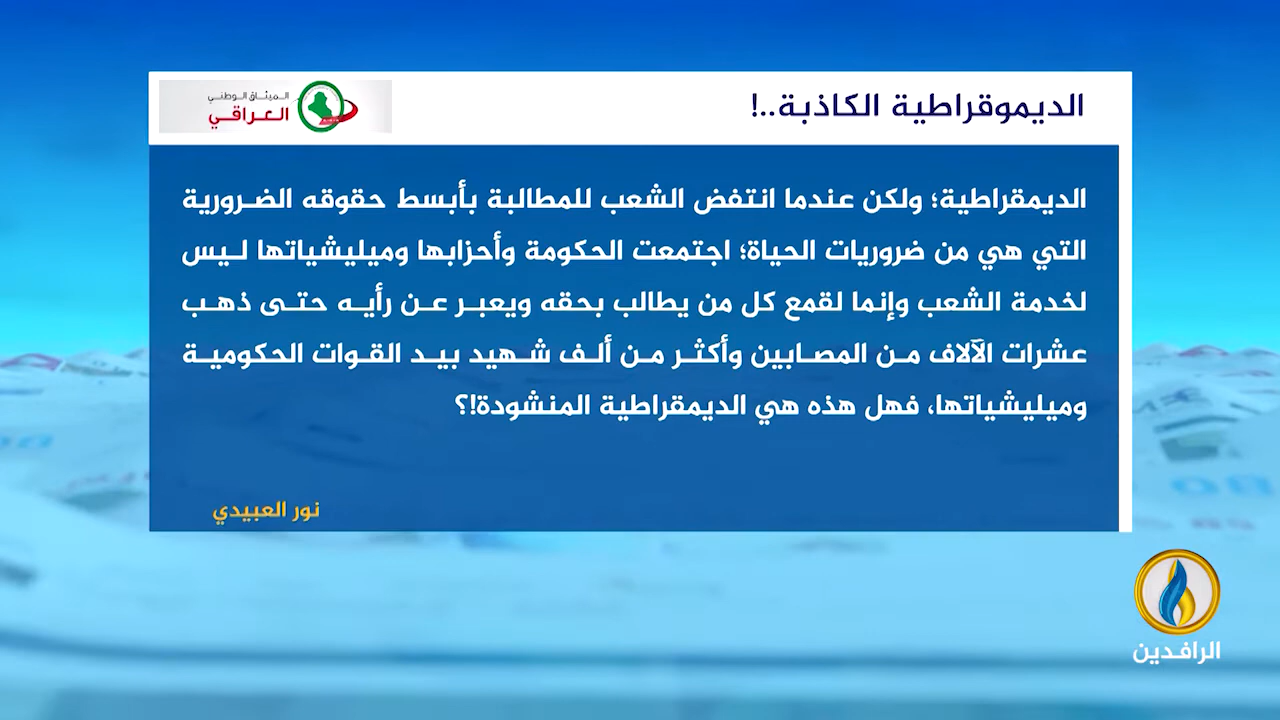 الديموقراطية الكاذبة..!
الميثاق الوطني
العراقي
الديمقراطية؛ ولكن عندما انتفض الشعب للمطالبة بأبسط حقوقه الضرورية
التي هي من ضروريات الحياة؛ اجتمعت الحكومة وأحزابها وميليشياتها ليس
لخدمة الشعب وإنما لقمع كل من يطالب بحقه ويعبر عن رأيه حتى ذهب
عشرات الآلاف من المصابين وأكثر من ألف شهيد بيد القوات الحكومية
وميليشياتها، فهل هذه هي الديمقراطية المنشودة!؟
نور العبيدي
الرافدين